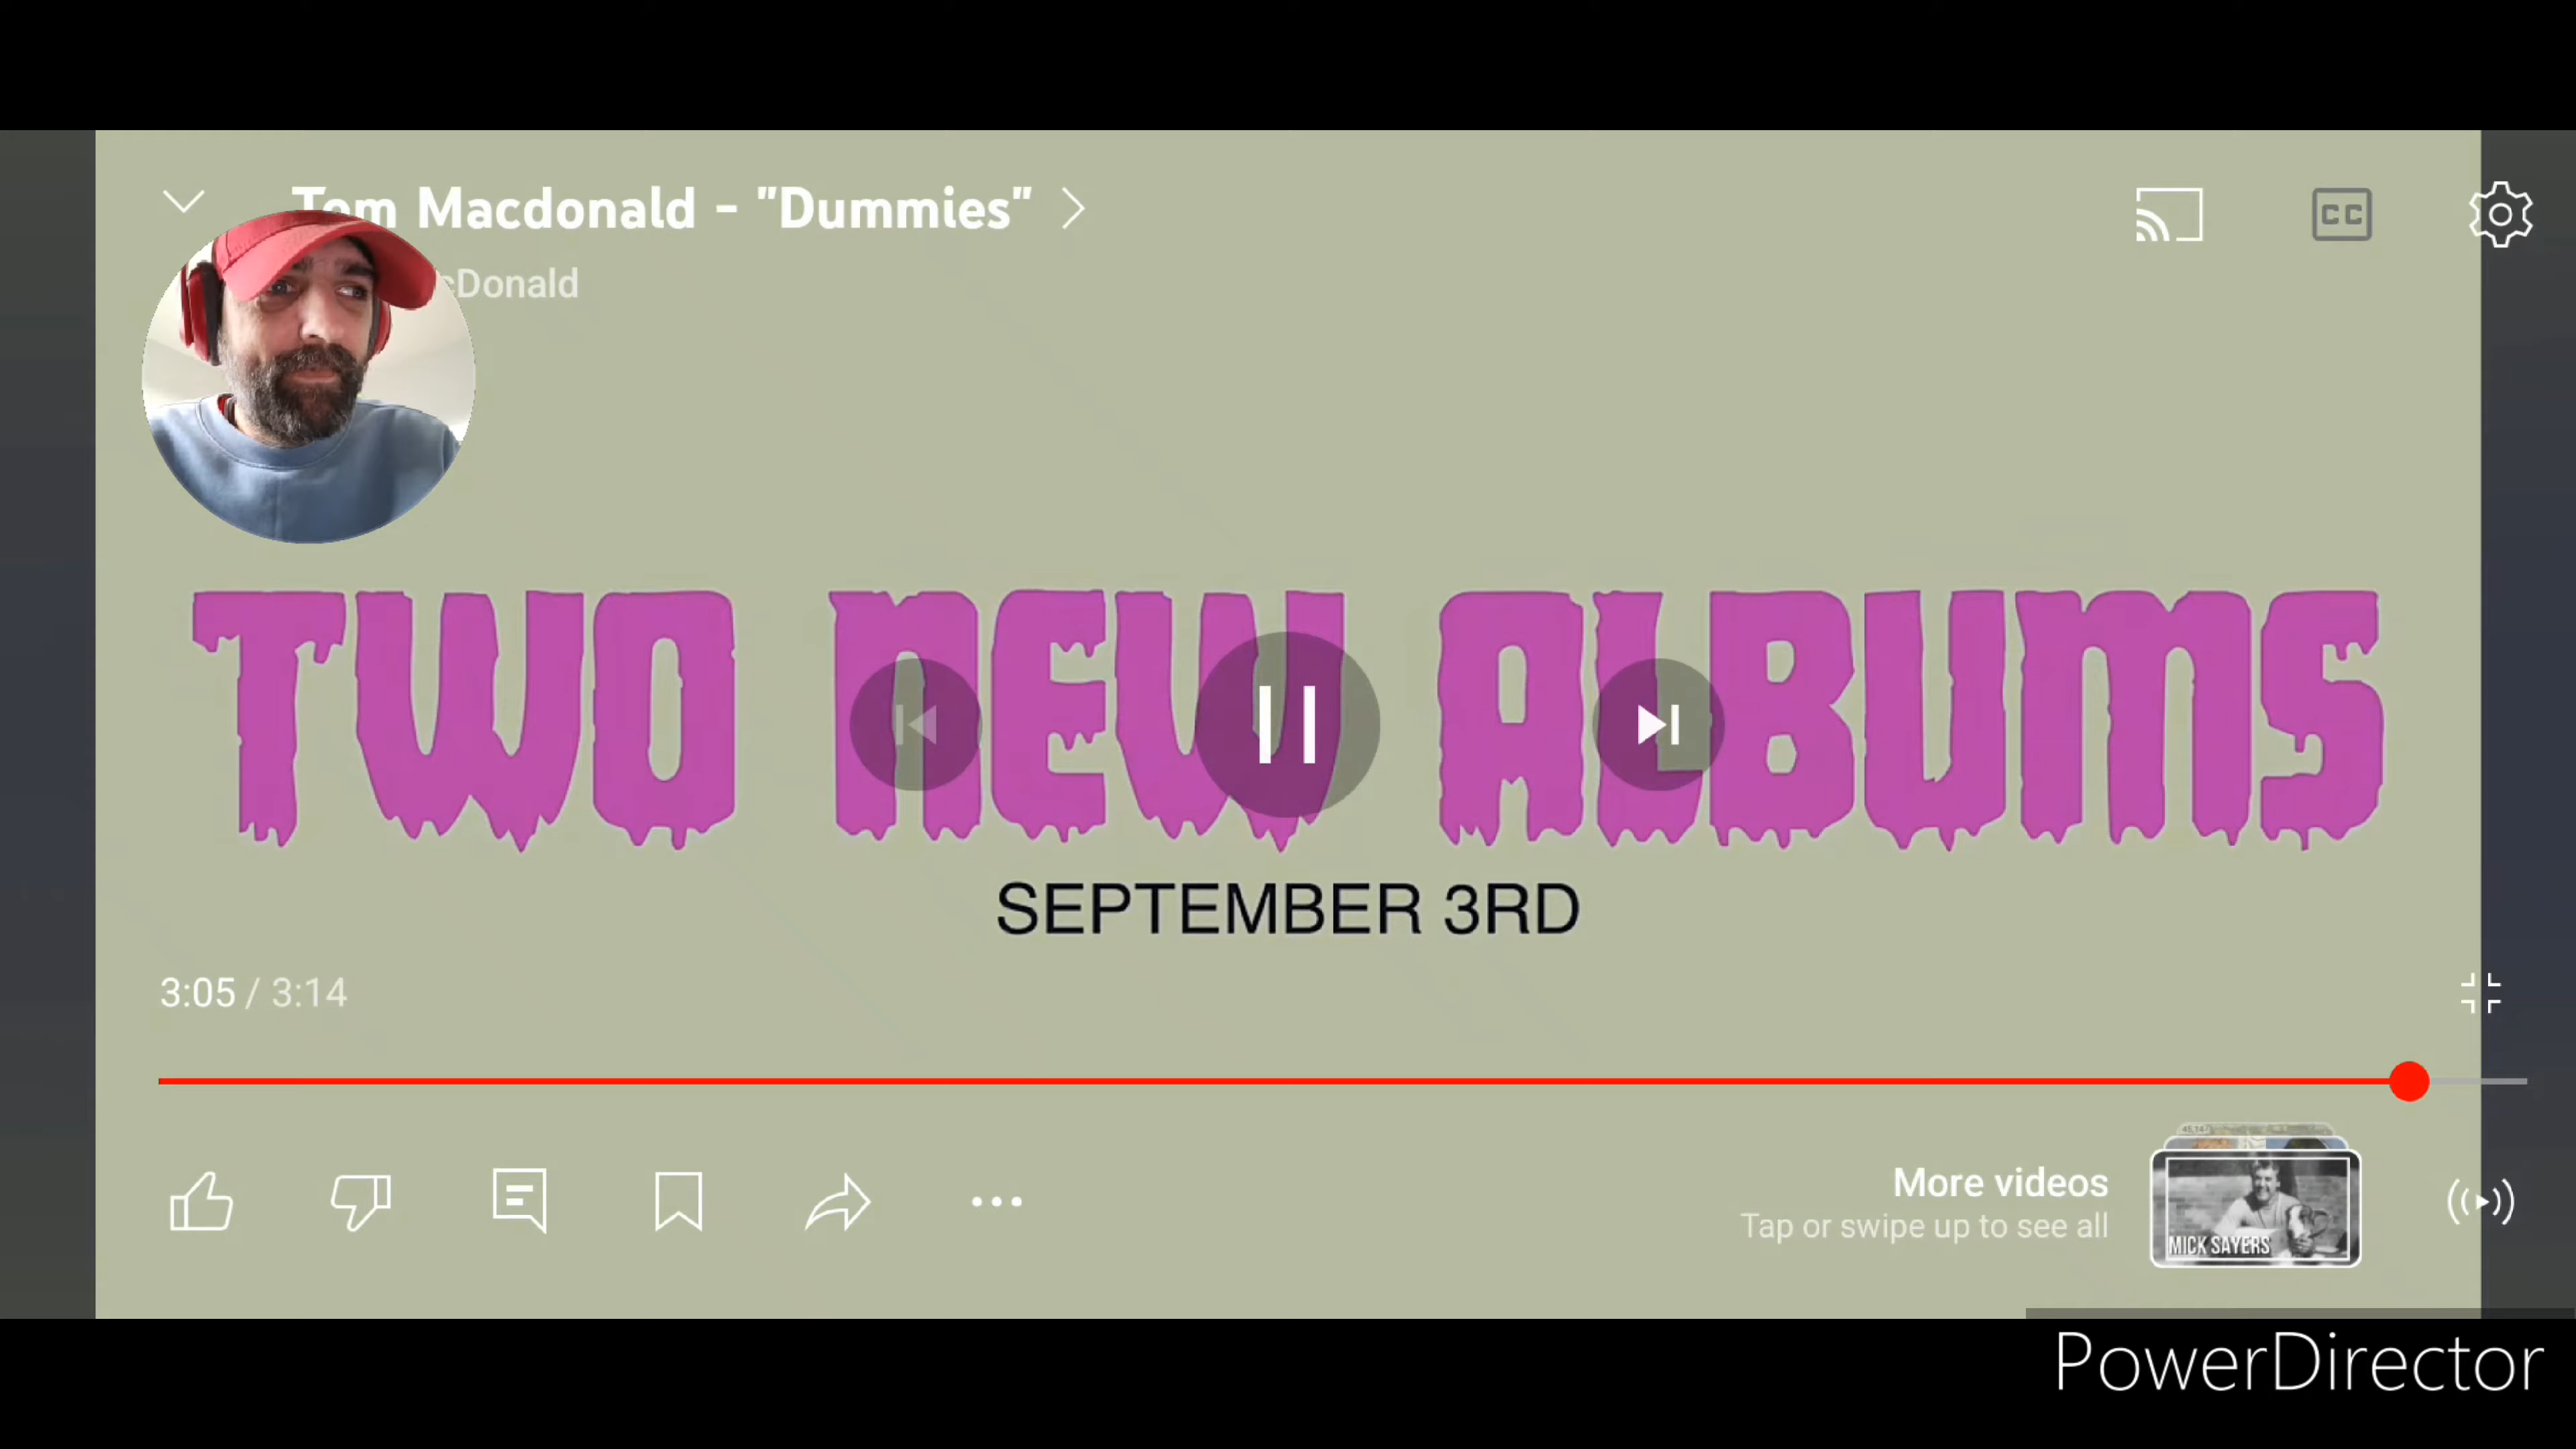 Tom Macdonald - "Dummies"
cDonald
CC
TWO NEW ALBUMS
SEPTEMBER 3RD
3:05 / 3:14
More videos
Tap or swipe up to see all
MICK SAYERS
PowerDirector